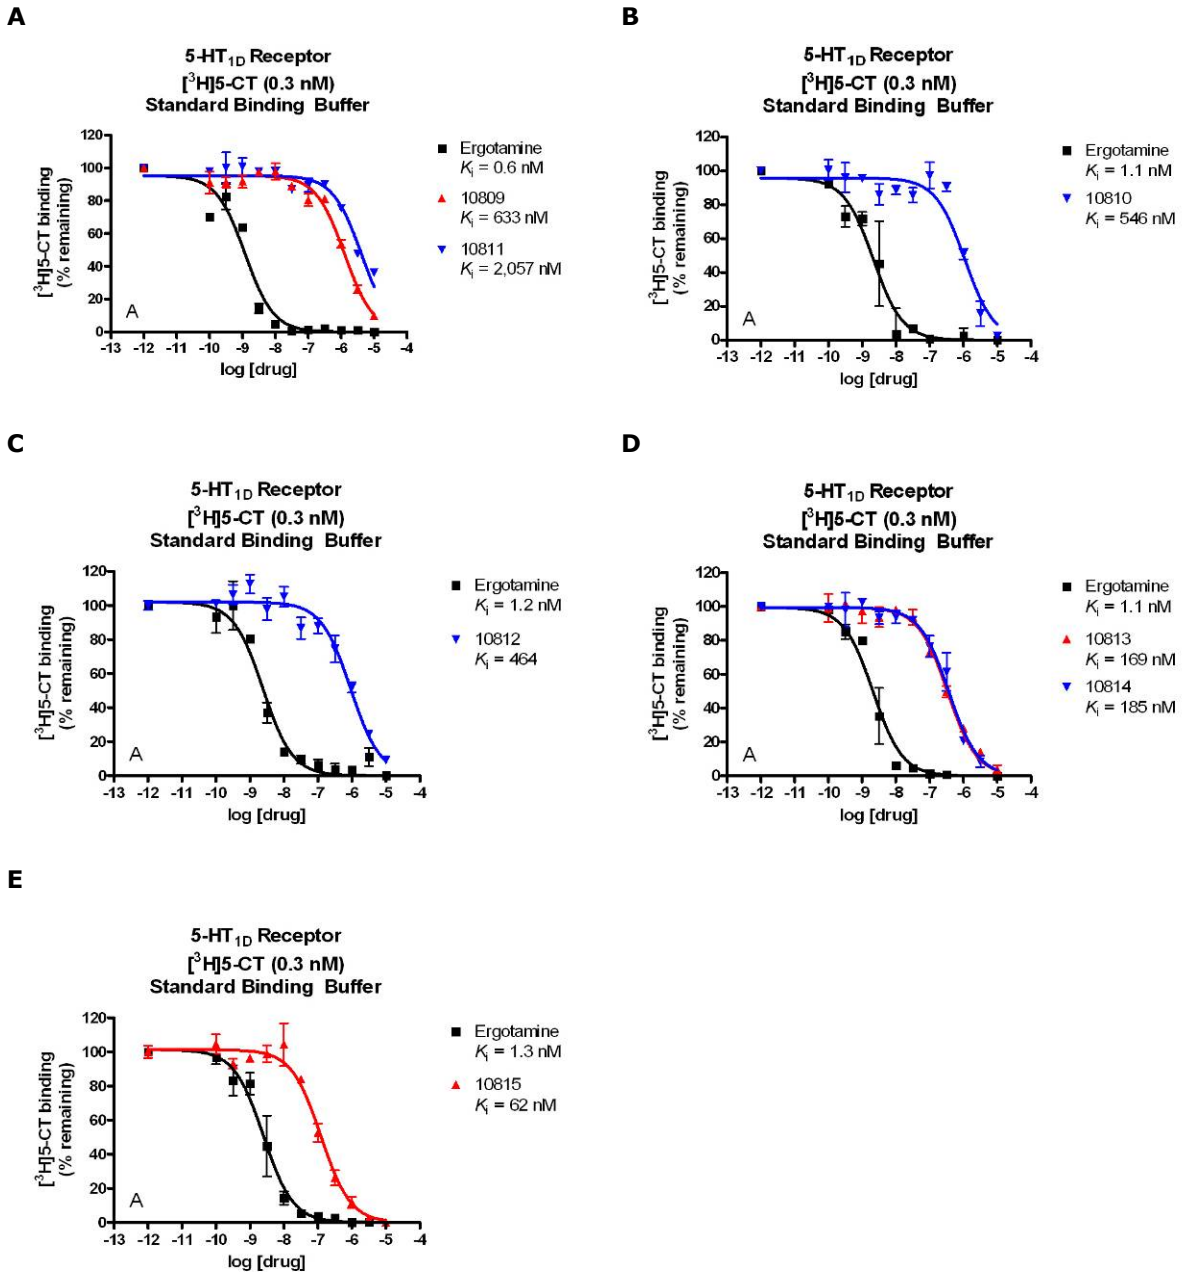 A
5-HT1D Receptor
[3H]5-CT (0.3 nM)
Standard Binding Buffer
[3H]5-CT binding
(% remaining)
120
100
80
60
40
20
0
-13 -12 -11 -10 -9 -8 -7 -6 -5 -4
log [drug]
A
Ergotamine
Ki = 0.6 nM
10809
Ki = 633 nM
10811
Ki = 2,057 nM
B
5-HT1D Receptor
[3H]5-CT (0.3 nM)
Standard Binding Buffer
[3H]5-CT binding
(% remaining)
120
100
80
60
40
20
0
-13 -12 -11 -10 -9 -8 -7 -6 -5 -4
log [drug]
A
Ergotamine
Ki = 1.1 nM
10810
Ki = 546 nM
C
5-HT1D Receptor
[3H]5-CT (0.3 nM)
Standard Binding Buffer
[3H]5-CT binding
(% remaining)
120
100
80
60
40
20
0
-13 -12 -11 -10 -9 -8 -7 -6 -5 -4
log [drug]
A
Ergotamine
Ki = 1.2 nM
10812
Ki = 464
D
5-HT1D Receptor
[3H]5-CT (0.3 nM)
Standard Binding Buffer
[3H]5-CT binding
(% remaining)
120
100
80
60
40
20
0
-13 -12 -11 -10 -9 -8 -7 -6 -5 -4
log [drug]
A
Ergotamine
Ki = 1.1 nM
10813
Ki = 169 nM
10814
Ki = 185 nM
E
5-HT1D Receptor
[3H]5-CT (0.3 nM)
Standard Binding Buffer
[3H]5-CT binding
(% remaining)
120
100
80
60
40
20
0
-13 -12 -11 -10 -9 -8 -7 -6 -5 -4
log [drug]
A
Ergotamine
Ki = 1.3 nM
10815
Ki = 62 nM